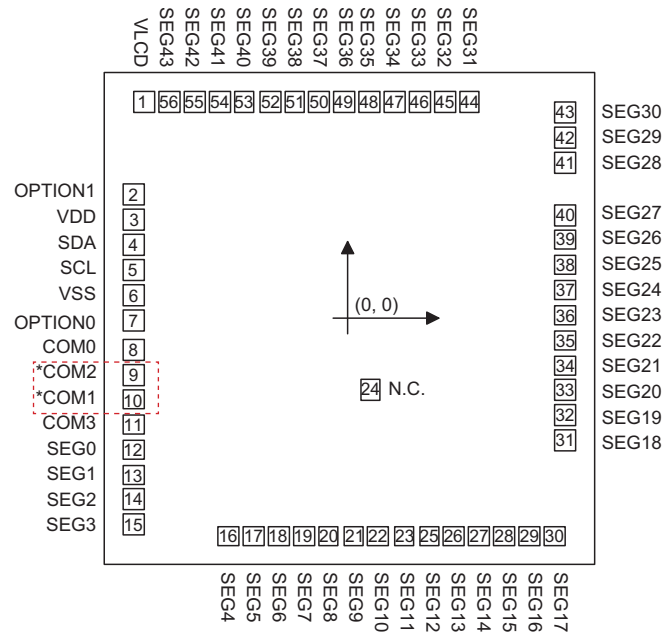 VLCD SEG43 SEG42 SEG41 SEG40 SEG39 SEG38 SEG37 SEG36 SEG35 SEG34 SEG33 SEG32 SEG31
1 56 55 54 53 52 51 50 49 48 47 46 45 44
43 SEG30
42 SEG29
41 SEG28
OPTION1 2
VDD 3
SDA 4
SCL 5
VSS 6
OPTION0 7
COM0 8
*COM2 9
*COM1 10
COM3 11
SEG0 12
SEG1 13
SEG2 14
SEG3 15
(0, 0)
24 N.C.
40 SEG27
39 SEG26
38 SEG25
37 SEG24
36 SEG23
35 SEG22
34 SEG21
33 SEG20
32 SEG19
31 SEG18
16 17 18 19 20 21 22 23 25 26 27 28 29 30
SEG4 SEG5 SEG6 SEG7 SEG8 SEG9 SEG10 SEG11 SEG12 SEG13 SEG14 SEG15 SEG16 SEG17